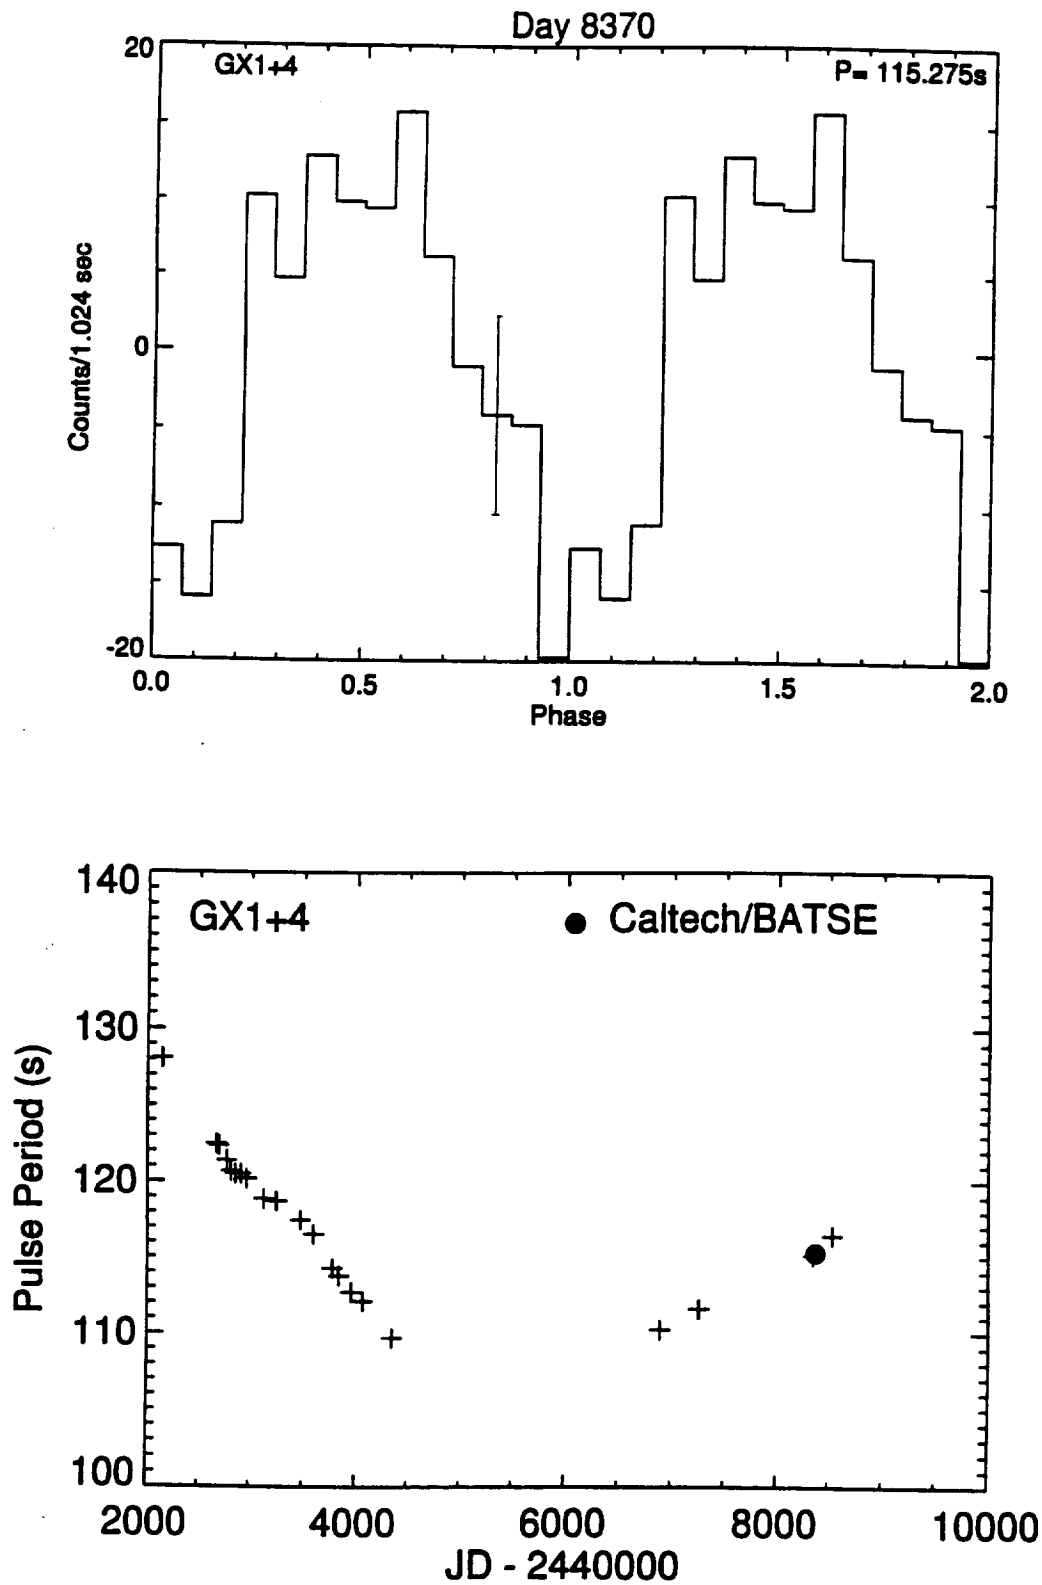 Day 8370
20
GX1+4
P= 115.275s
Counts/1.024 sec
0
-20
0.0 0.5 1.0 1.5 2.0
Phase
140
GX1+4
Caltech/BATSE
130
Pulse Period (s)
120
110
100
2000 4000 6000 8000 10000
JD - 2440000